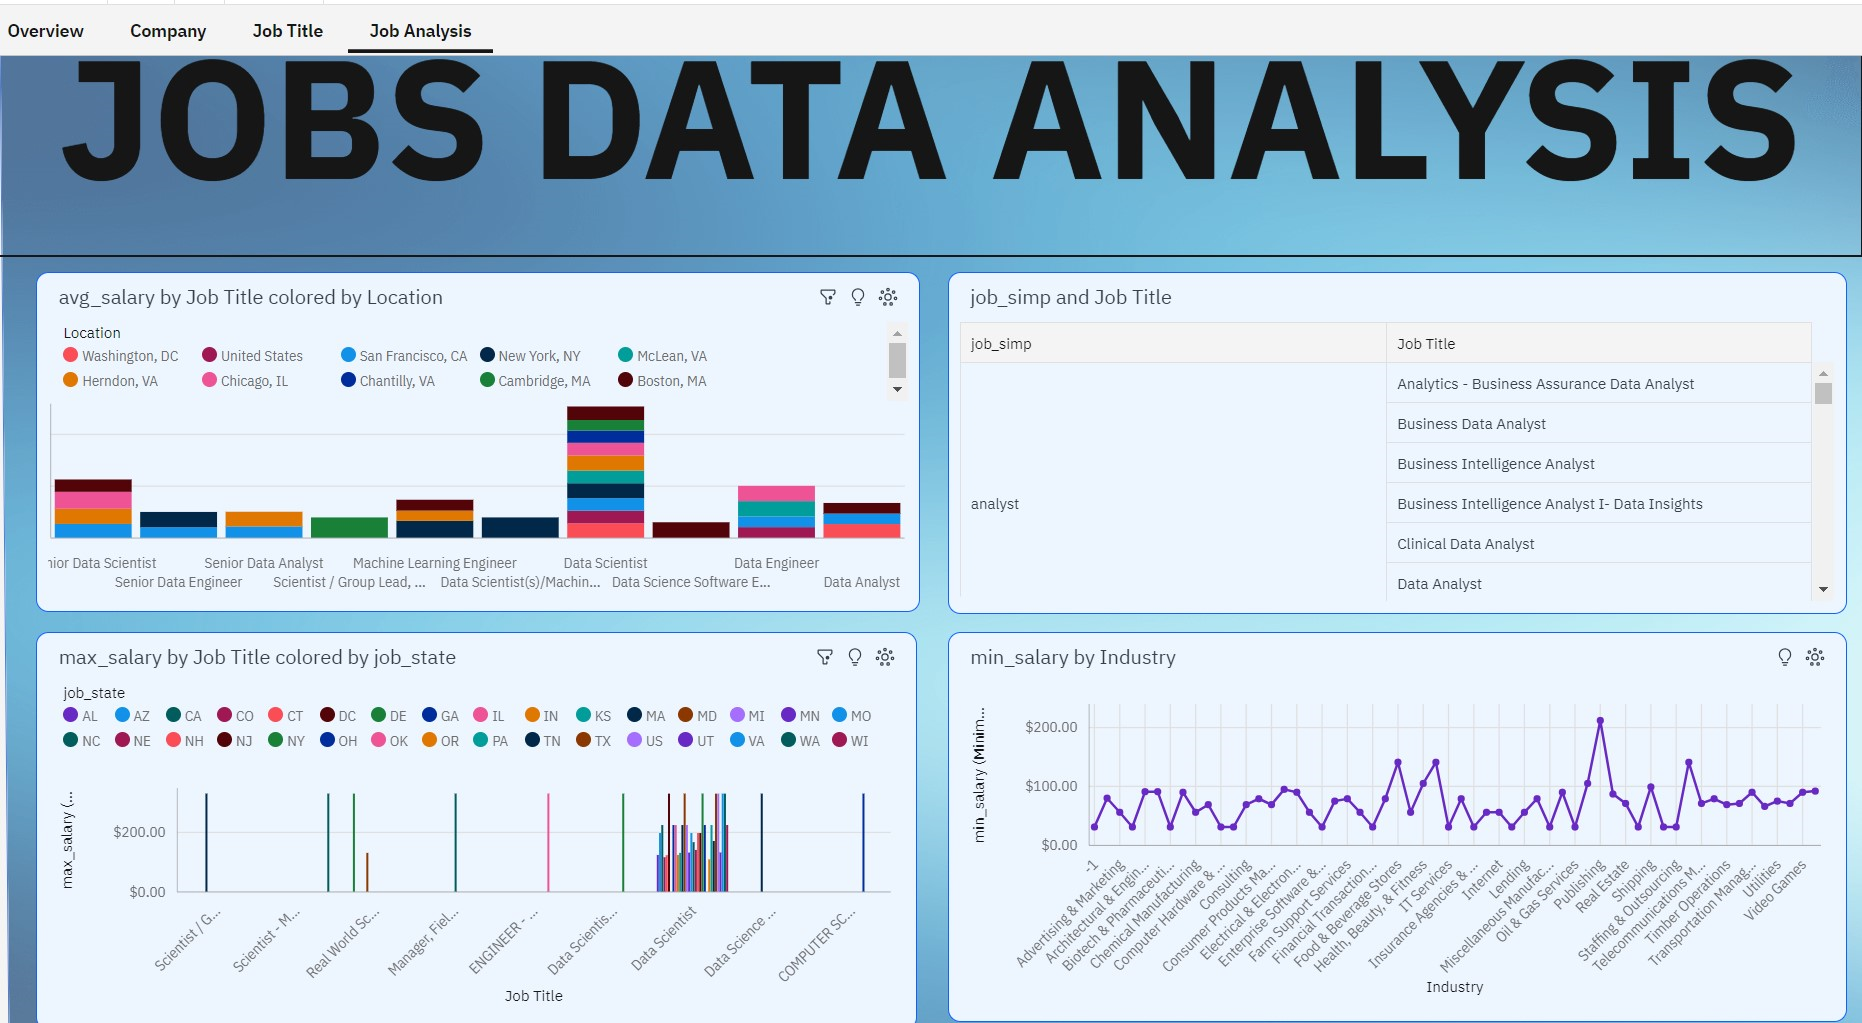 Overview Company Job Title Job Analysis
JOBS DATA ANALYSIS
avg_salary by Job Title colored by Location
Location
Washington, DC United States San Francisco, CA New York, NY McLean, VA
Herndon, VA Chicago, IL Chantilly, VA Cambridge, MA Boston, MA
nior Data Scientist Senior Data Analyst Machine Learning Engineer Data Scientist Data Engineer
Senior Data Engineer Scientist / Group Lead, ... Data Scientist(s)/Machin... Data Science Software E... Data Analyst
job_simp and Job Title
job_simp Job Title
Analytics - Business Assurance Data Analyst
Business Data Analyst
Business Intelligence Analyst
analyst Business Intelligence Analyst I- Data Insights
Clinical Data Analyst
Data Analyst
max_salary by Job Title colored by job_state
job_state
AL AZ CA CO CT DC DE GA IL IN KS MA MD MI MN MO
NC NE NH NJ NY OH OK OR PA TN TX US UT VA WA WI
max_salary (...
$200.00
$0.00
Scientist / G...
Scientist - M...
Real World Sc...
Manager, Fiel...
ENGINEER - ...
Data Scientis...
Data Scientist
Data Science ...
COMPUTER SC...
Job Title
min_salary by Industry
min_salary (Minim...
$200.00
$100.00
$0.00
-1
Advertising & Marketing
Architectural & Engin...
Biotech & Pharmaceuti...
Chemical Manufacturing
Computer Hardware & ...
Consulting
Consumer Products Ma...
Electrical & Electron...
Enterprise Software &...
Farm Support Services
Financial Transaction...
Food & Beverage Stores
Health, Beauty, & Fitness
IT Services
Insurance Agencies & ...
Internet
Lending
Miscellaneous Manufac...
Oil & Gas Services
Publishing
Real Estate
Shipping
Staffing & Outsourcing
Telecommunications M...
Timber Operations
Transportation Manag...
Utilities
Video Games
Industry